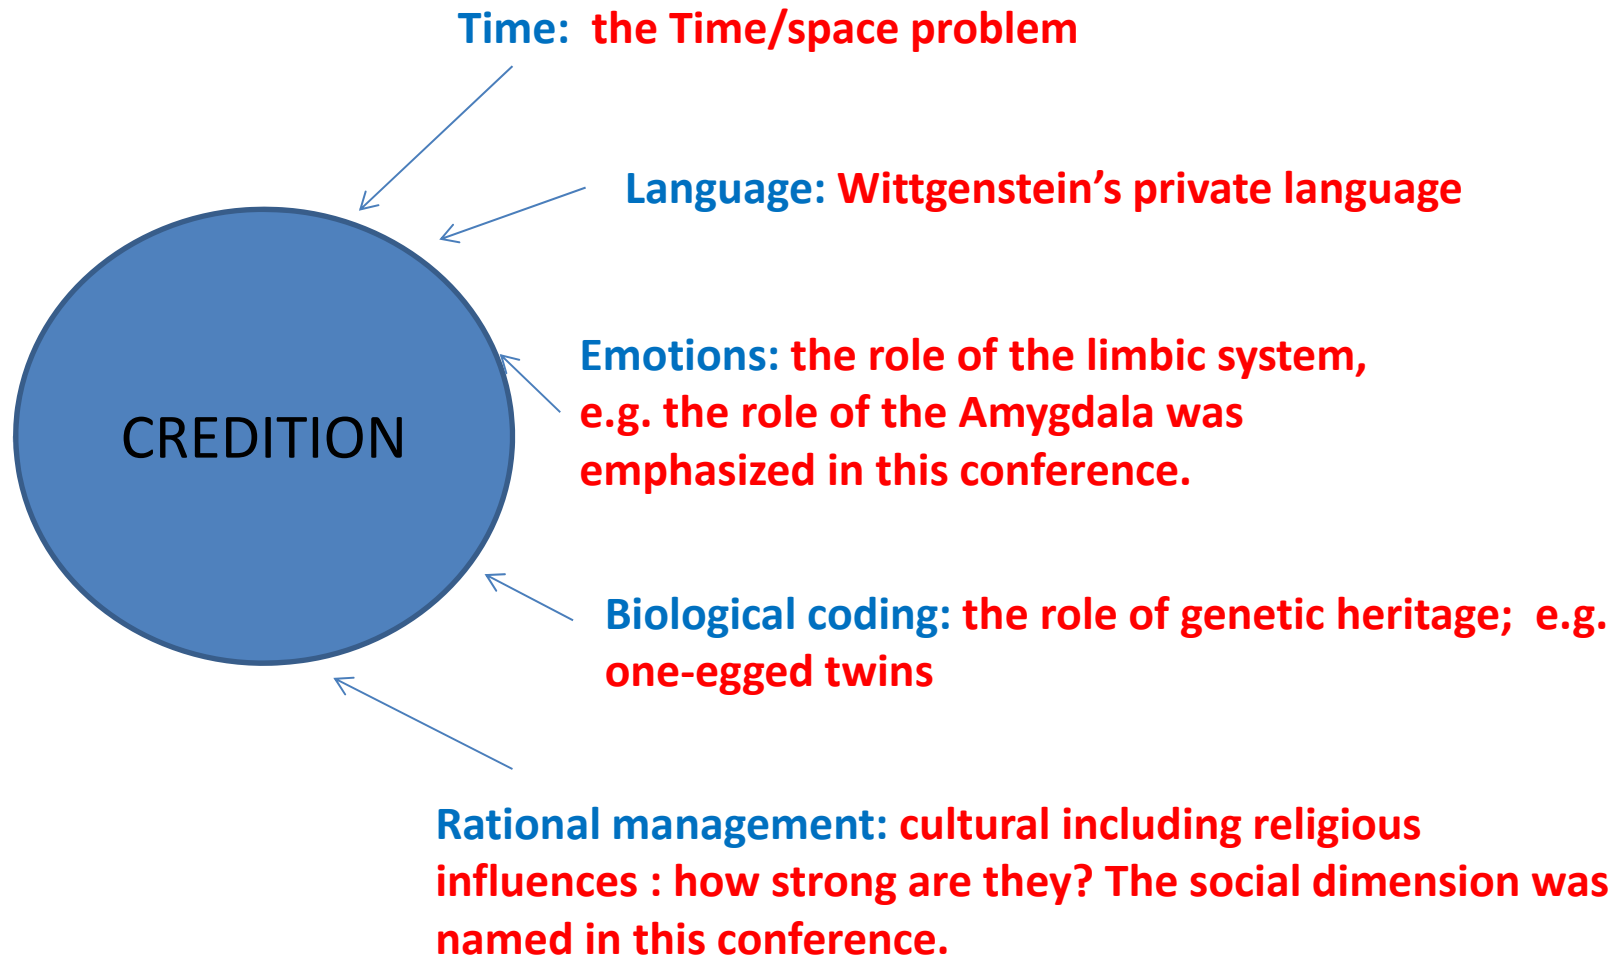 Time:  the Time/space problem
Language: Wittgenstein’s private language
Emotions: the role of the limbic system,
e.g. the role of the Amygdala was
emphasized in this conference.
CREDITION
Biological coding: the role of genetic heritage;  e.g.
one-egged twins
Rational management: cultural including religious
influences : how strong are they? The social dimension was
named in this conference.